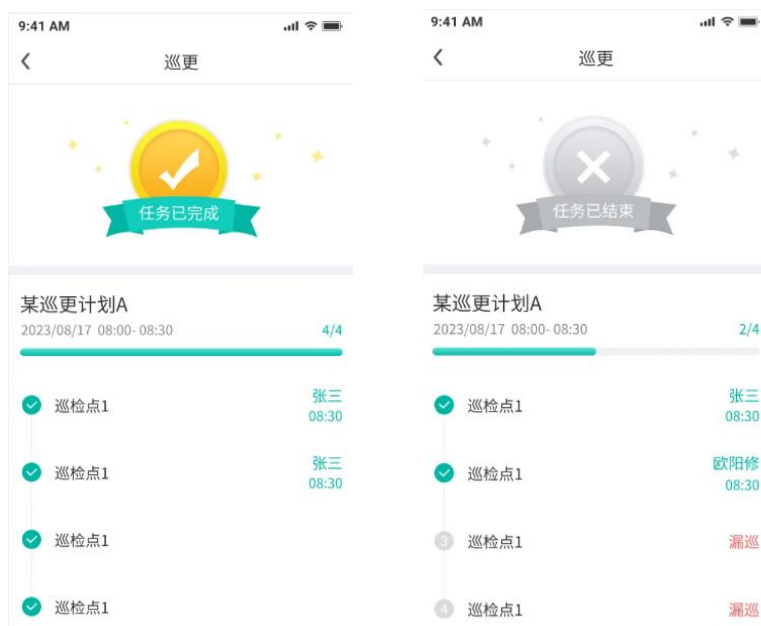 9:41 AM
巡更
任务已完成
某巡更计划A
2023/08/17 08:00-08:30 4/4
巡检点1 张三
08:30
巡检点1 张三
08:30
巡检点1
巡检点1
9:41 AM
巡更
任务已结束
某巡更计划A
2023/08/17 08:00-08:30 2/4
巡检点1 张三
08:30
巡检点1 欧阳修
08:30
3 巡检点1 漏巡
4 巡检点1 漏巡